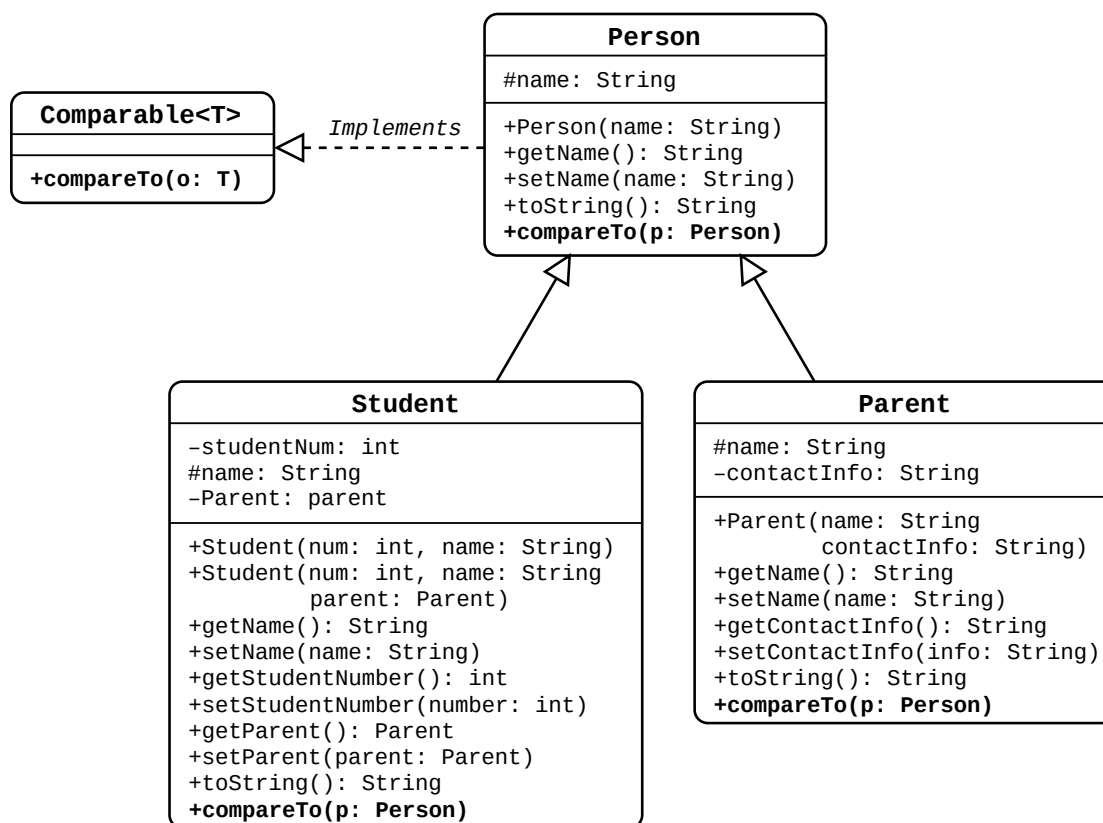 Person
#name: String
+Person(name: String)
+getName(): String
+setName(name: String)
+toString(): String
+compareTo(p: Person)
Comparable<T>
+compareTo(o: T)
Implements
Student
–studentNum: int
#name: String
–Parent: parent
+Student(num: int, name: String)
+Student(num: int, name: String
parent: Parent)
+getName(): String
+setName(name: String)
+getStudentNumber(): int
+setStudentNumber(number: int)
+getParent(): Parent
+setParent(parent: Parent)
+toString(): String
+compareTo(p: Person)
Parent
#name: String
–contactInfo: String
+Parent(name: String
contactInfo: String)
+getName(): String
+setName(name: String)
+getContactInfo(): String
+setContactInfo(info: String)
+toString(): String
+compareTo(p: Person)